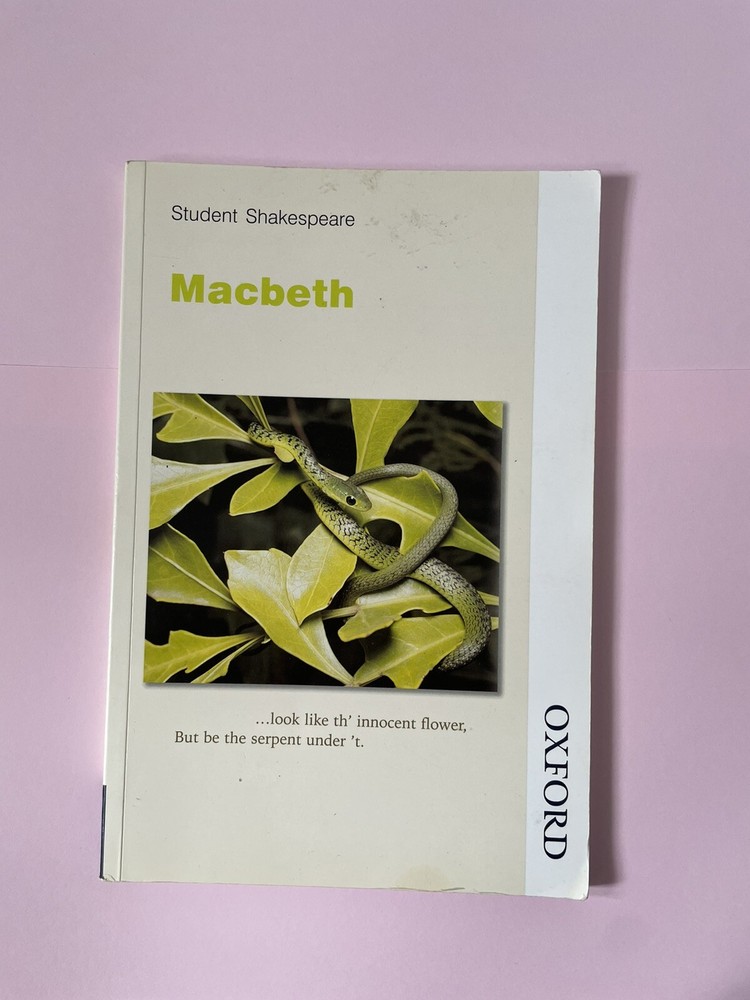 Student Shakespeare
Macbeth
...look like th' innocent flower,
But be the serpent under 't.
OXFORD